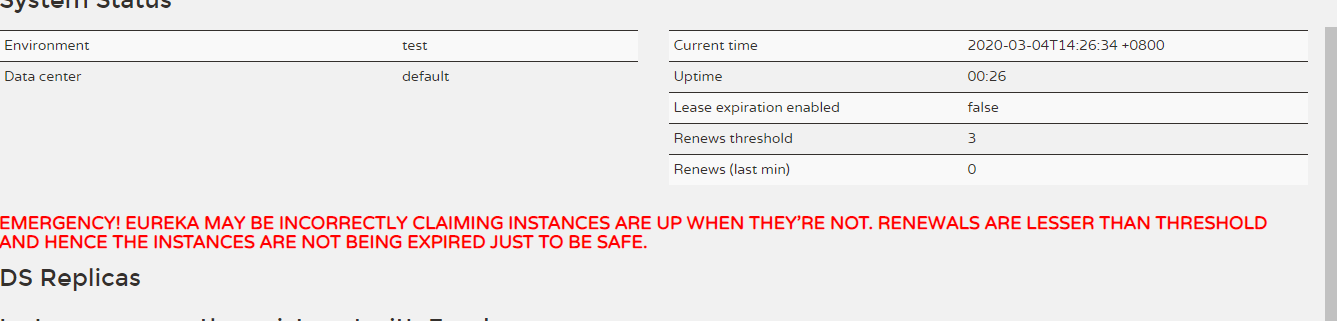 System Status
Environment test
Data center default
Current time 2020-03-04T14:26:34 +0800
Uptime 00:26
Lease expiration enabled false
Renews threshold 3
Renews (last min) 0
EMERGENCY! EUREKA MAY BE INCORRECTLY CLAIMING INSTANCES ARE UP WHEN THEY'RE NOT. RENEWALS ARE LESSER THAN THRESHOLD
AND HENCE THE INSTANCES ARE NOT BEING EXPIRED JUST TO BE SAFE.
DS Replicas